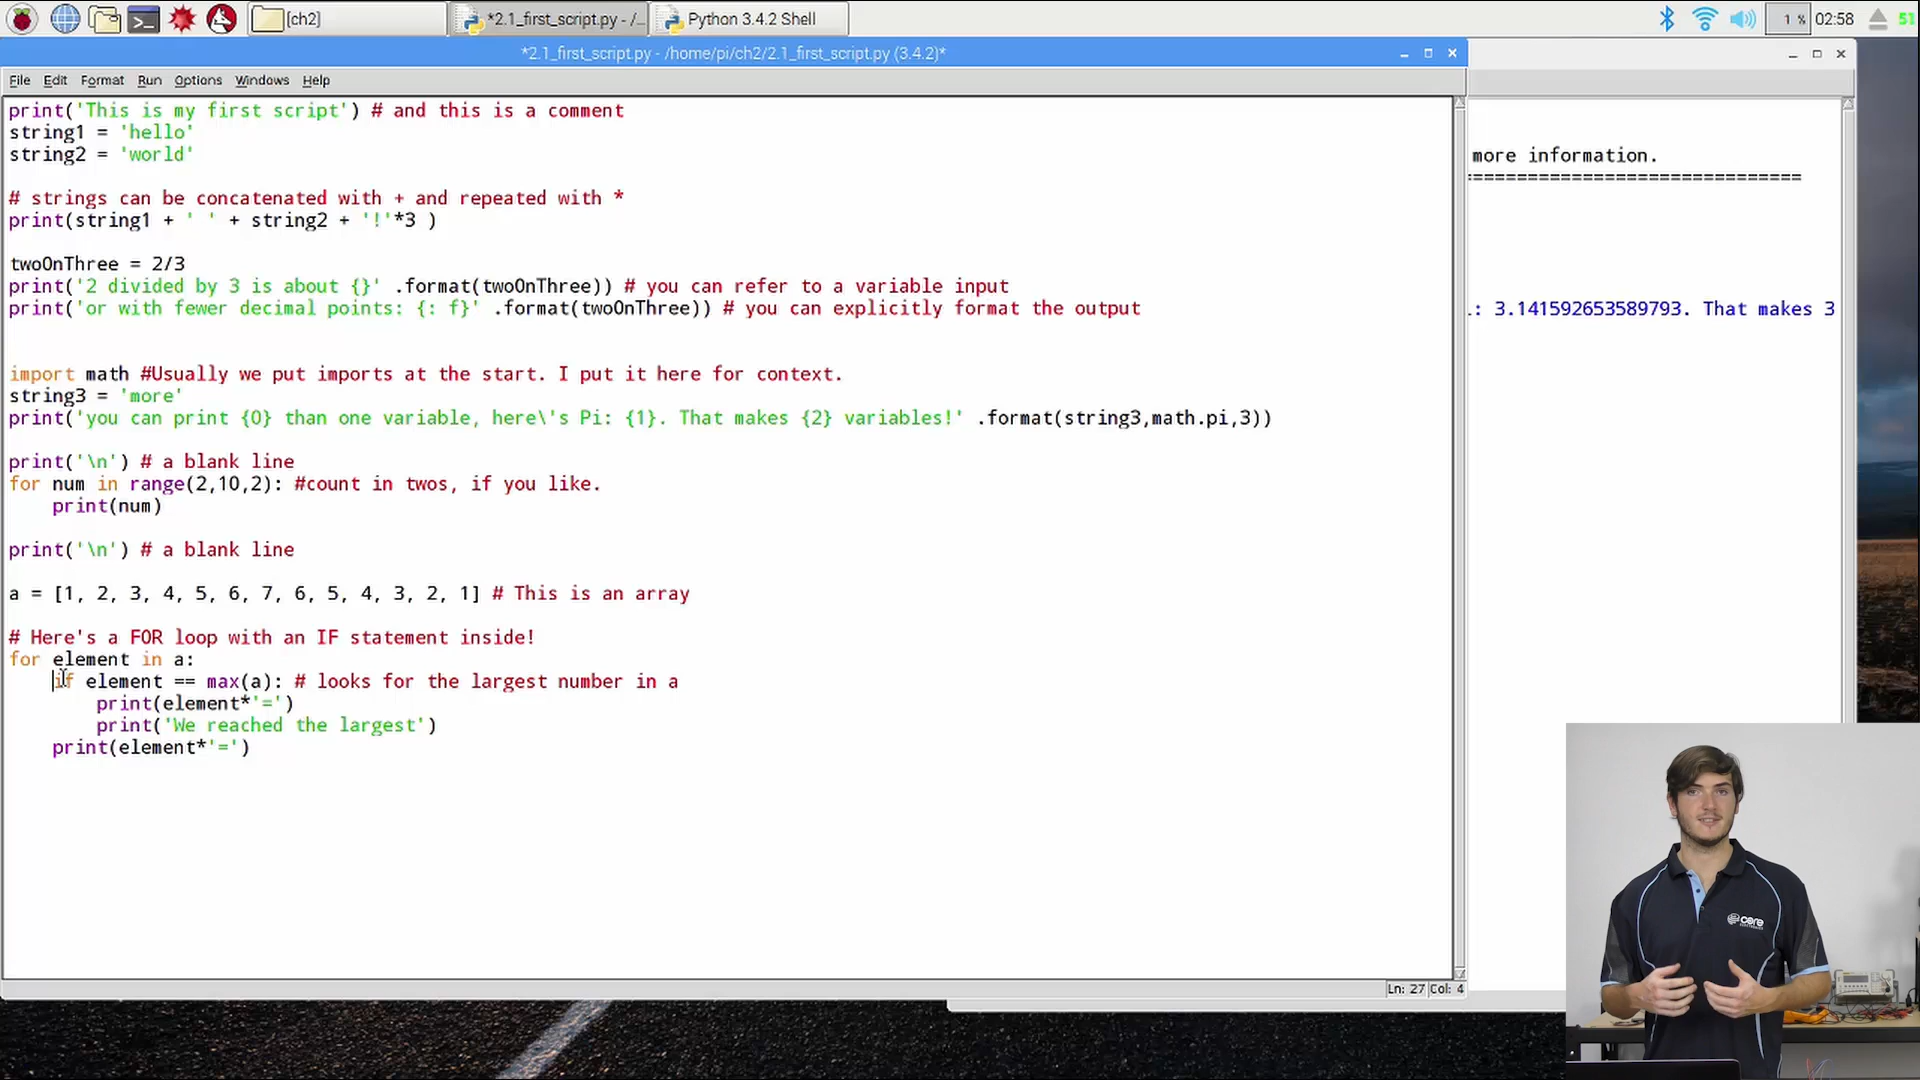 [ch2]
*2.1_first_script.py - /...
Python 3.4.2 Shell
1 %
02:58
51
*2.1_first_script.py - /home/pi/ch2/2.1_first_script.py (3.4.2)*
File Edit Format Run Options Windows Help
print('This is my first script') # and this is a comment
string1 = 'hello'
string2 = 'world'
# strings can be concatenated with + and repeated with *
print(string1 + ' ' + string2 + '!'*3 )
twoOnThree = 2/3
print('2 divided by 3 is about {}' .format(twoOnThree)) # you can refer to a variable input
print('or with fewer decimal points: {: f}' .format(twoOnThree)) # you can explicitly format the output
import math #Usually we put imports at the start. I put it here for context.
string3 = 'more'
print('you can print {0} than one variable, here\'s Pi: {1}. That makes {2} variables!' .format(string3,math.pi,3))
print('\n') # a blank line
for num in range(2,10,2): #count in twos, if you like.
    print(num)
print('\n') # a blank line
a = [1, 2, 3, 4, 5, 6, 7, 6, 5, 4, 3, 2, 1] # This is an array
# Here's a FOR loop with an IF statement inside!
for element in a:
    if element == max(a): # looks for the largest number in a
        print(element*'=')
        print('We reached the largest')
    print(element*'=')
Ln: 27 Col: 4
more information.
==============================
: 3.141592653589793. That makes 3
core
ELECTRONICS